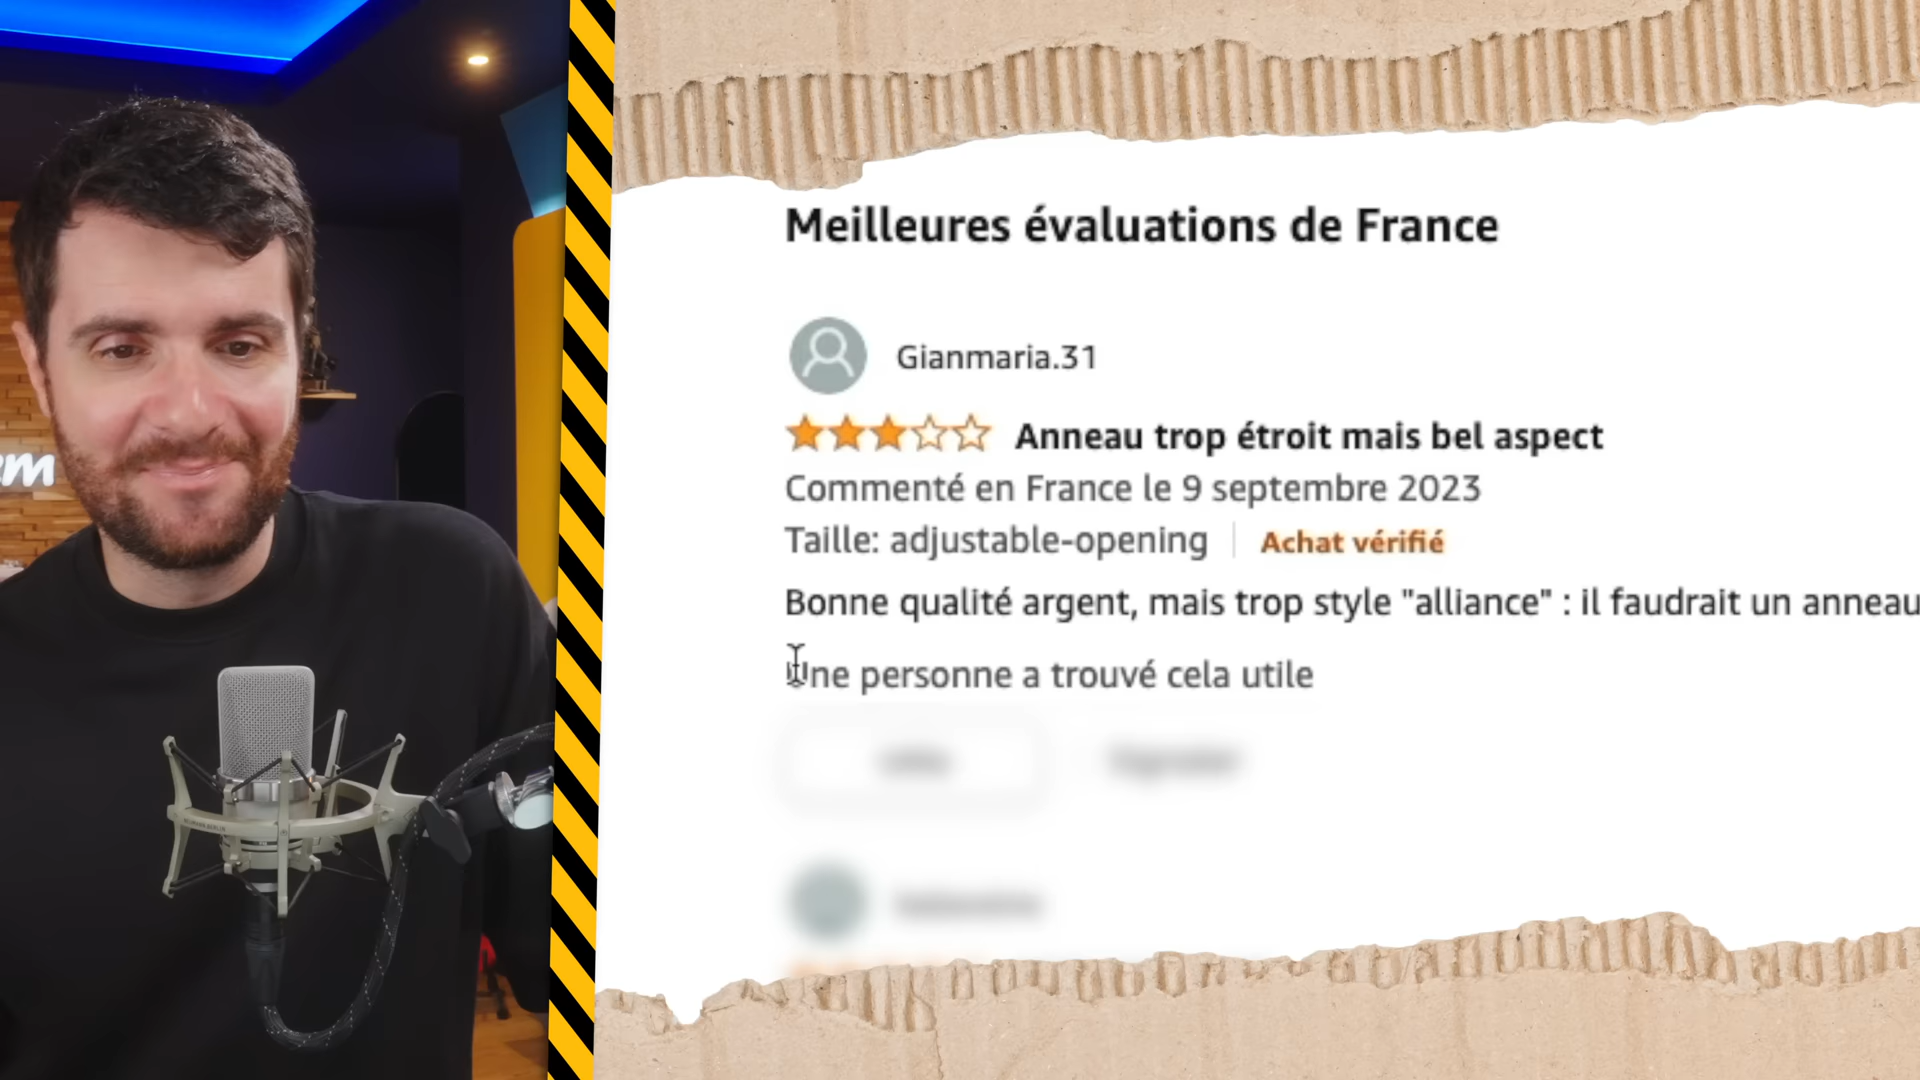 Meilleures évaluations de France
Gianmaria.31
Anneau trop étroit mais bel aspect
Commenté en France le 9 septembre 2023
Taille: adjustable-opening
Achat vérifié
Bonne qualité argent, mais trop style "alliance" : il faudrait un anneau
Une personne a trouvé cela utile